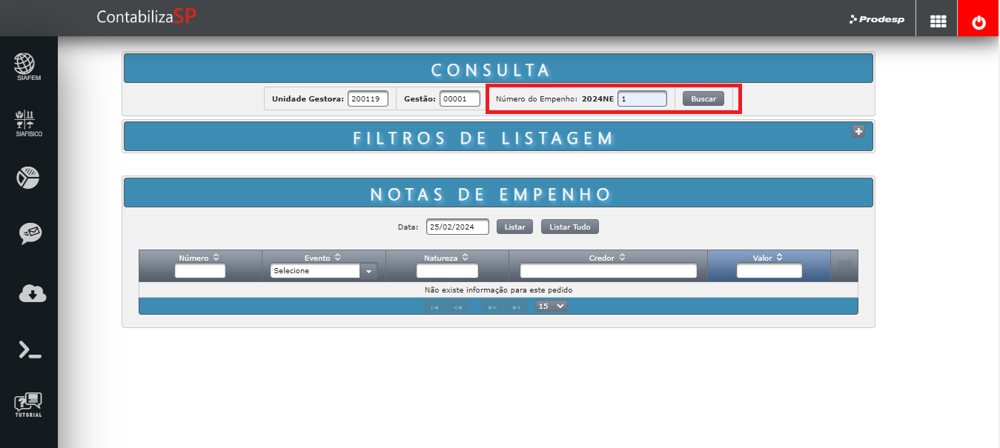 ContabilizaSP
Prodesp
SIAFEM
SIAFISICO
TUTORIAL
CONSULTA
Unidade Gestora: 200119 Gestão: 00001 Número do Empenho: 2024NE 1 Buscar
FILTROS DE LISTAGEM
NOTAS DE EMPENHO
Data: 25/02/2024 Listar Listar Tudo
Número Evento Natureza Credor Valor
Selecione
Não existe informação para este pedido
15